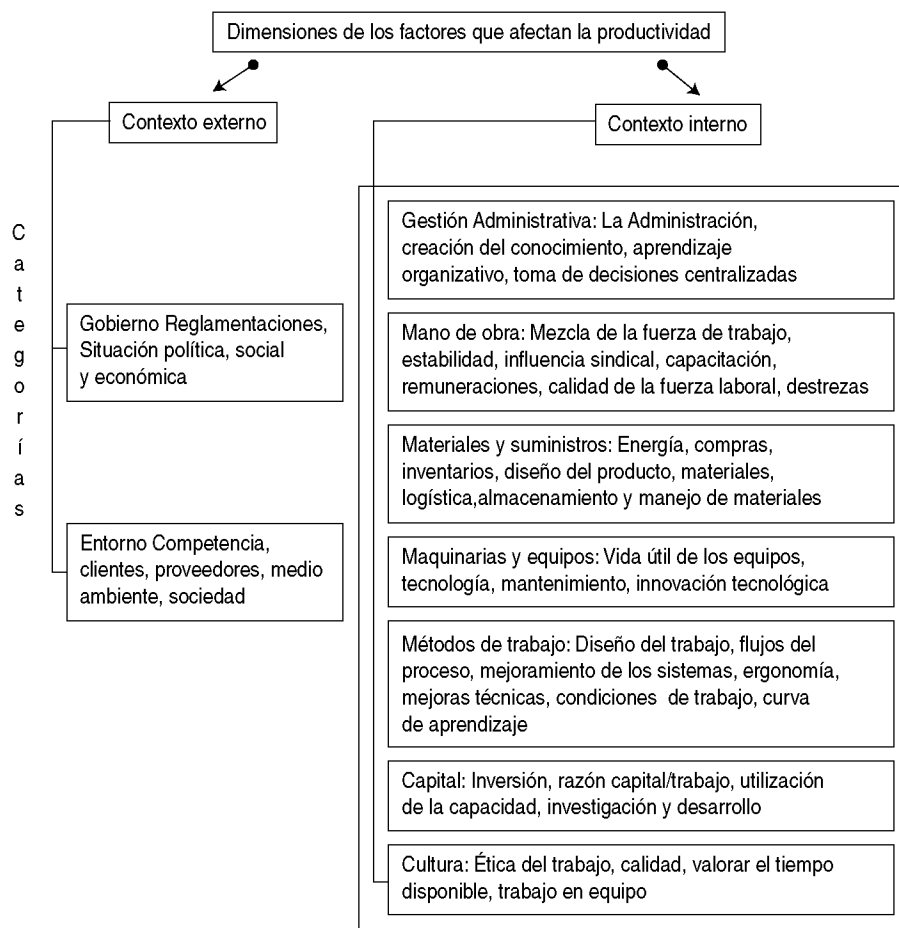 Dimensiones de los factores que afectan la productividad
Contexto externo
Contexto interno
Categorías
Gobierno Reglamentaciones,
Situación política, social
y económica
Entorno Competencia,
clientes, proveedores, medio
ambiente, sociedad
Gestión Administrativa: La Administración,
creación del conocimiento, aprendizaje
organizativo, toma de decisiones centralizadas
Mano de obra: Mezcla de la fuerza de trabajo,
estabilidad, influencia sindical, capacitación,
remuneraciones, calidad de la fuerza laboral, destrezas
Materiales y suministros: Energía, compras,
inventarios, diseño del producto, materiales,
logística,almacenamiento y manejo de materiales
Maquinarias y equipos: Vida útil de los equipos,
tecnología, mantenimiento, innovación tecnológica
Métodos de trabajo: Diseño del trabajo, flujos del
proceso, mejoramiento de los sistemas, ergonomía,
mejoras técnicas, condiciones de trabajo, curva
de aprendizaje
Capital: Inversión, razón capital/trabajo, utilización
de la capacidad, investigación y desarrollo
Cultura: Ética del trabajo, calidad, valorar el tiempo
disponible, trabajo en equipo